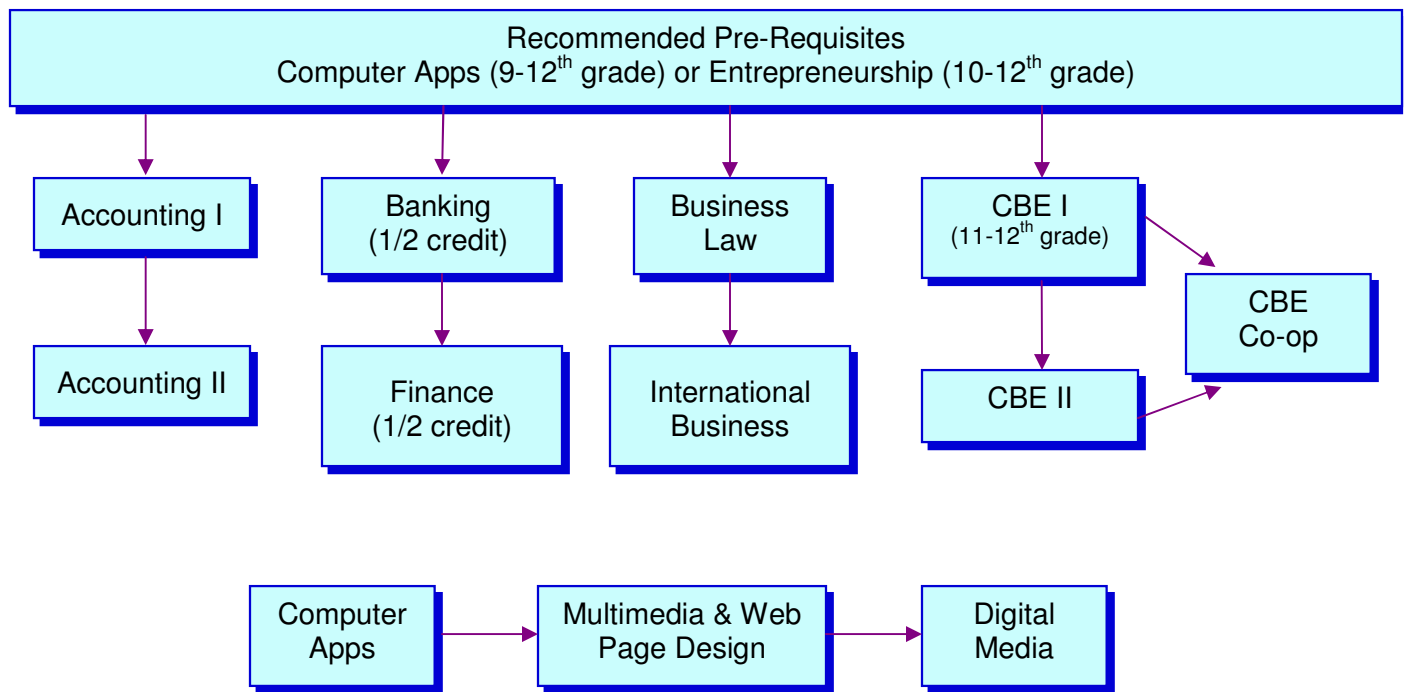 Recommended Pre-Requisites
Computer Apps (9-12th grade) or Entrepreneurship (10-12th grade)
Accounting I
Banking
(1/2 credit)
Business
Law
CBE I
(11-12th grade)
CBE
Co-op
Accounting II
Finance
(1/2 credit)
International
Business
CBE II
Computer
Apps
Multimedia & Web
Page Design
Digital
Media